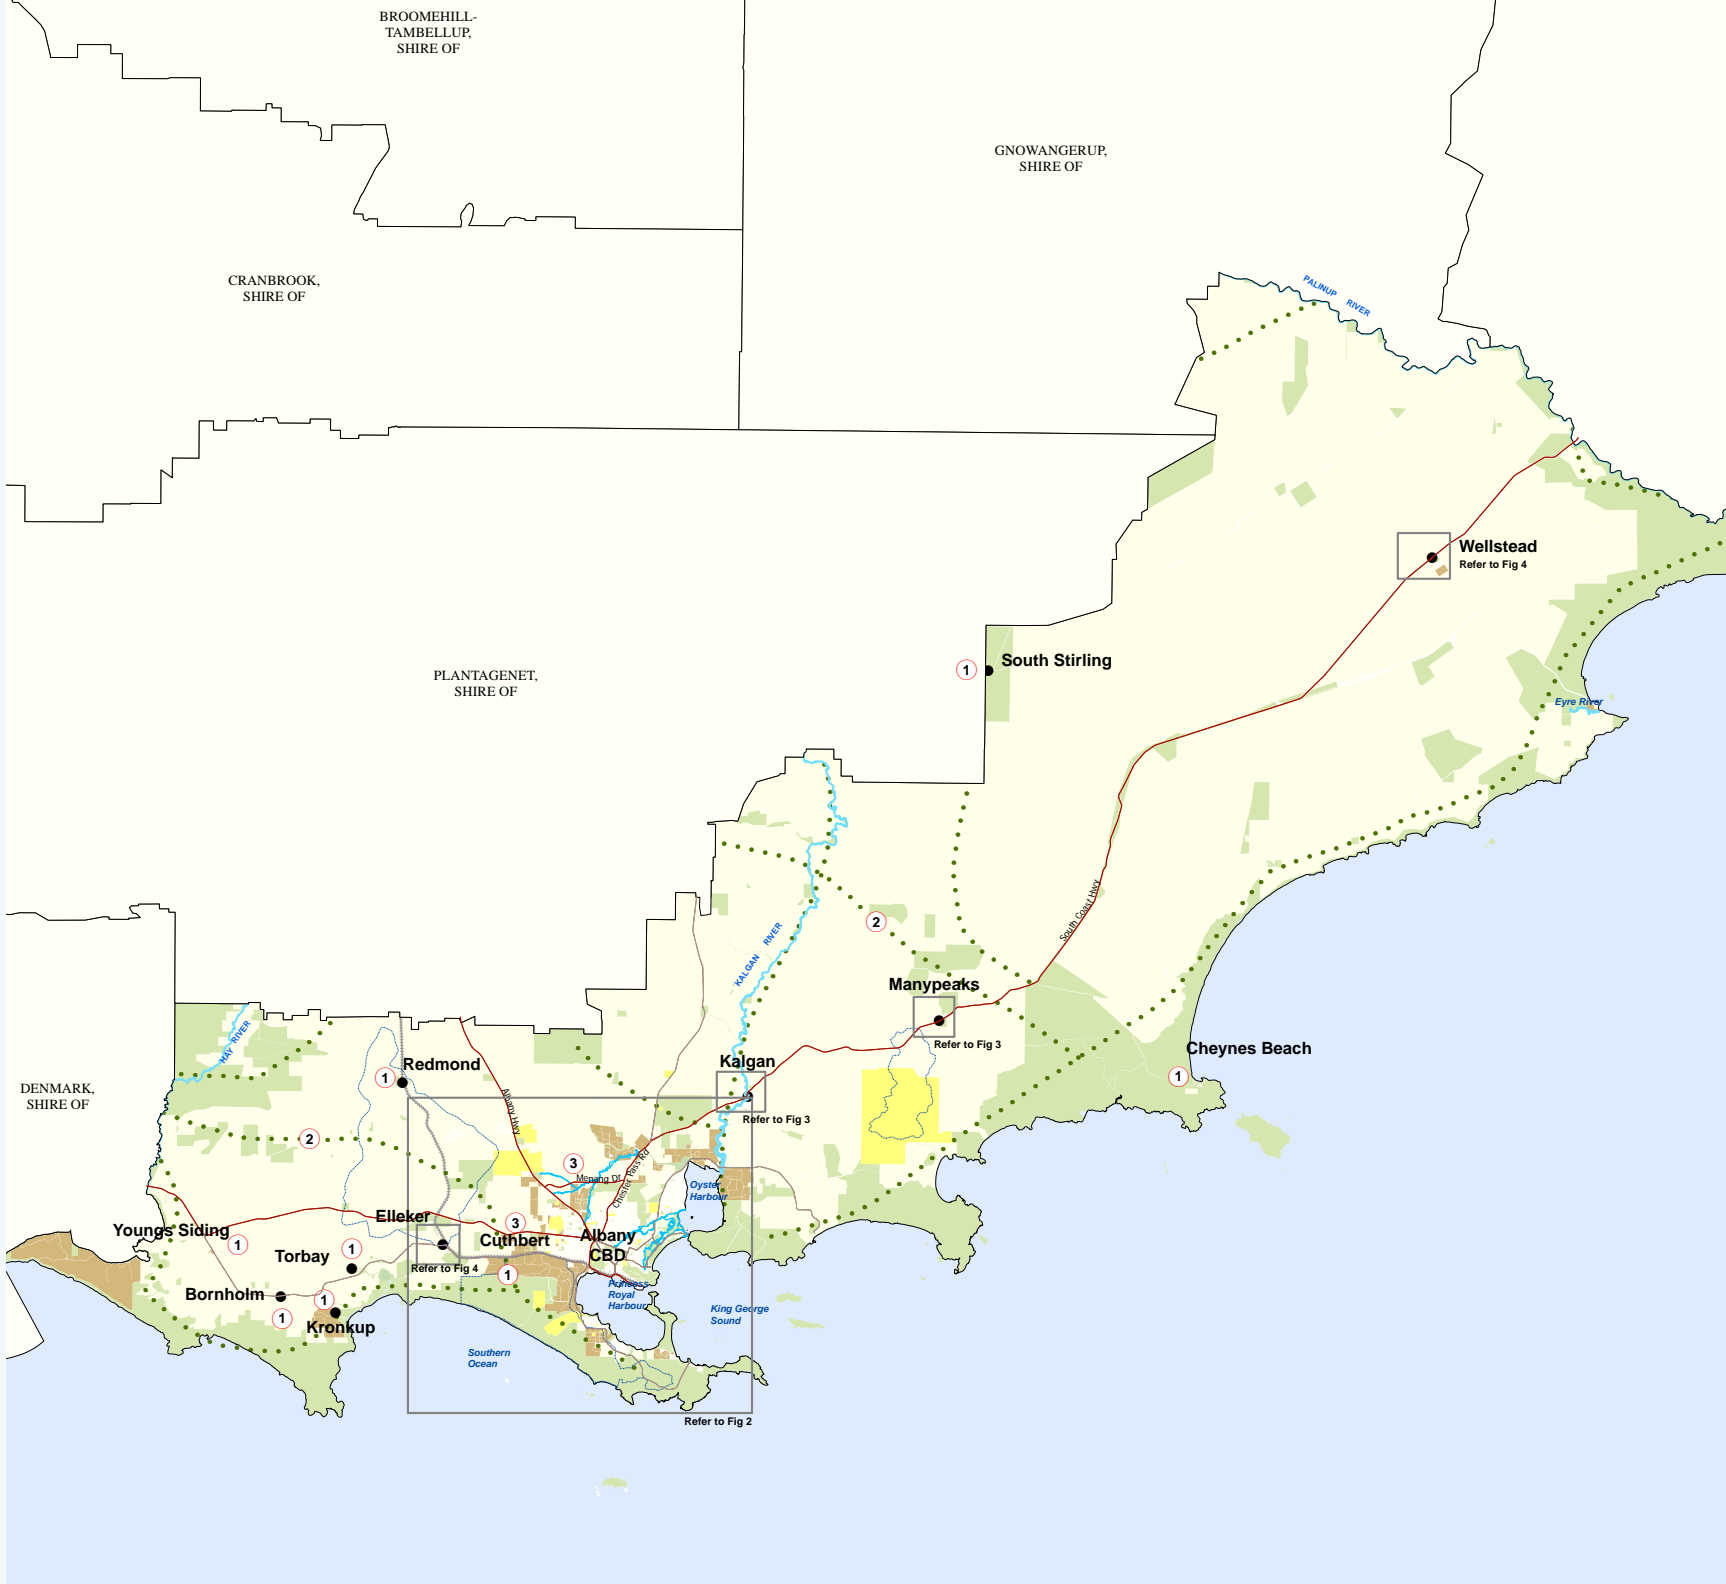 BROOMEHILL-
TAMBELLUP,
SHIRE OF
GNOWANGERUP,
SHIRE OF
CRANBROOK,
SHIRE OF
PALINUP RIVER
Wellstead
Refer to Fig 4
1
South Stirling
PLANTAGENET,
SHIRE OF
Eyre River
South Coast Hwy
2
KALGAN RIVER
Manypeaks
Refer to Fig 3
HAY RIVER
Cheynes Beach
1
Redmond
1
Kalgan
Refer to Fig 3
DENMARK,
SHIRE OF
Albany Hwy
2
3
Menang Dr
Chester Pass Rd
Oyster
Harbour
Elleker
Refer to Fig 4
3
Cuthbert
1
Albany
CBD
Youngs Siding
1
Torbay
1
Bornholm
1
1
Kronkup
Princess
Royal
Harbour
King George
Sound
Southern
Ocean
Refer to Fig 2